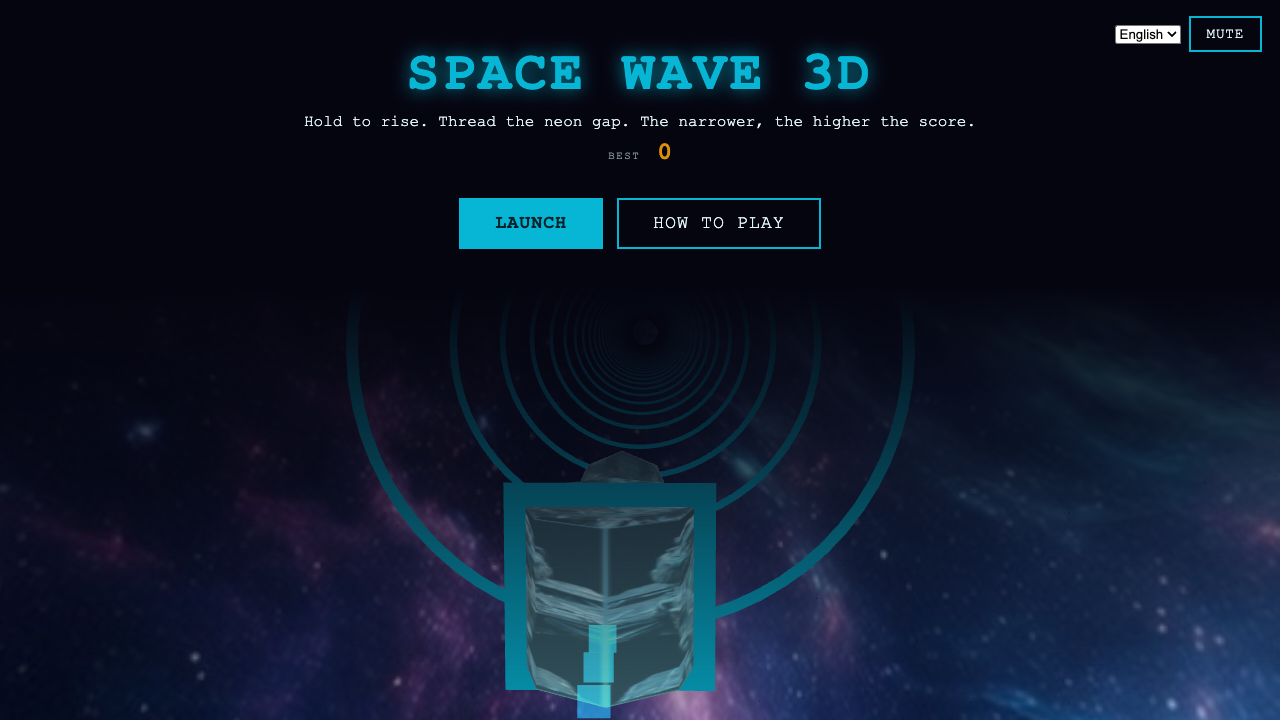 English
MUTE
SPACE WAVE 3D
Hold to rise. Thread the neon gap. The narrower, the higher the score.
BEST 0
LAUNCH
HOW TO PLAY